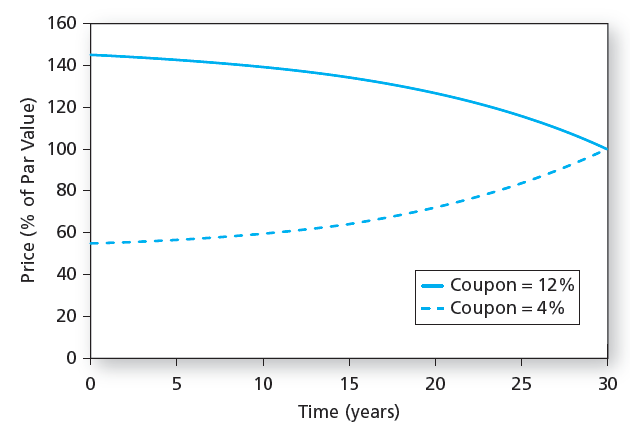 160
140
120
100
80
60
40
20
0
Price (% of Par Value)
Coupon = 12%
Coupon = 4%
0 5 10 15 20 25 30
Time (years)